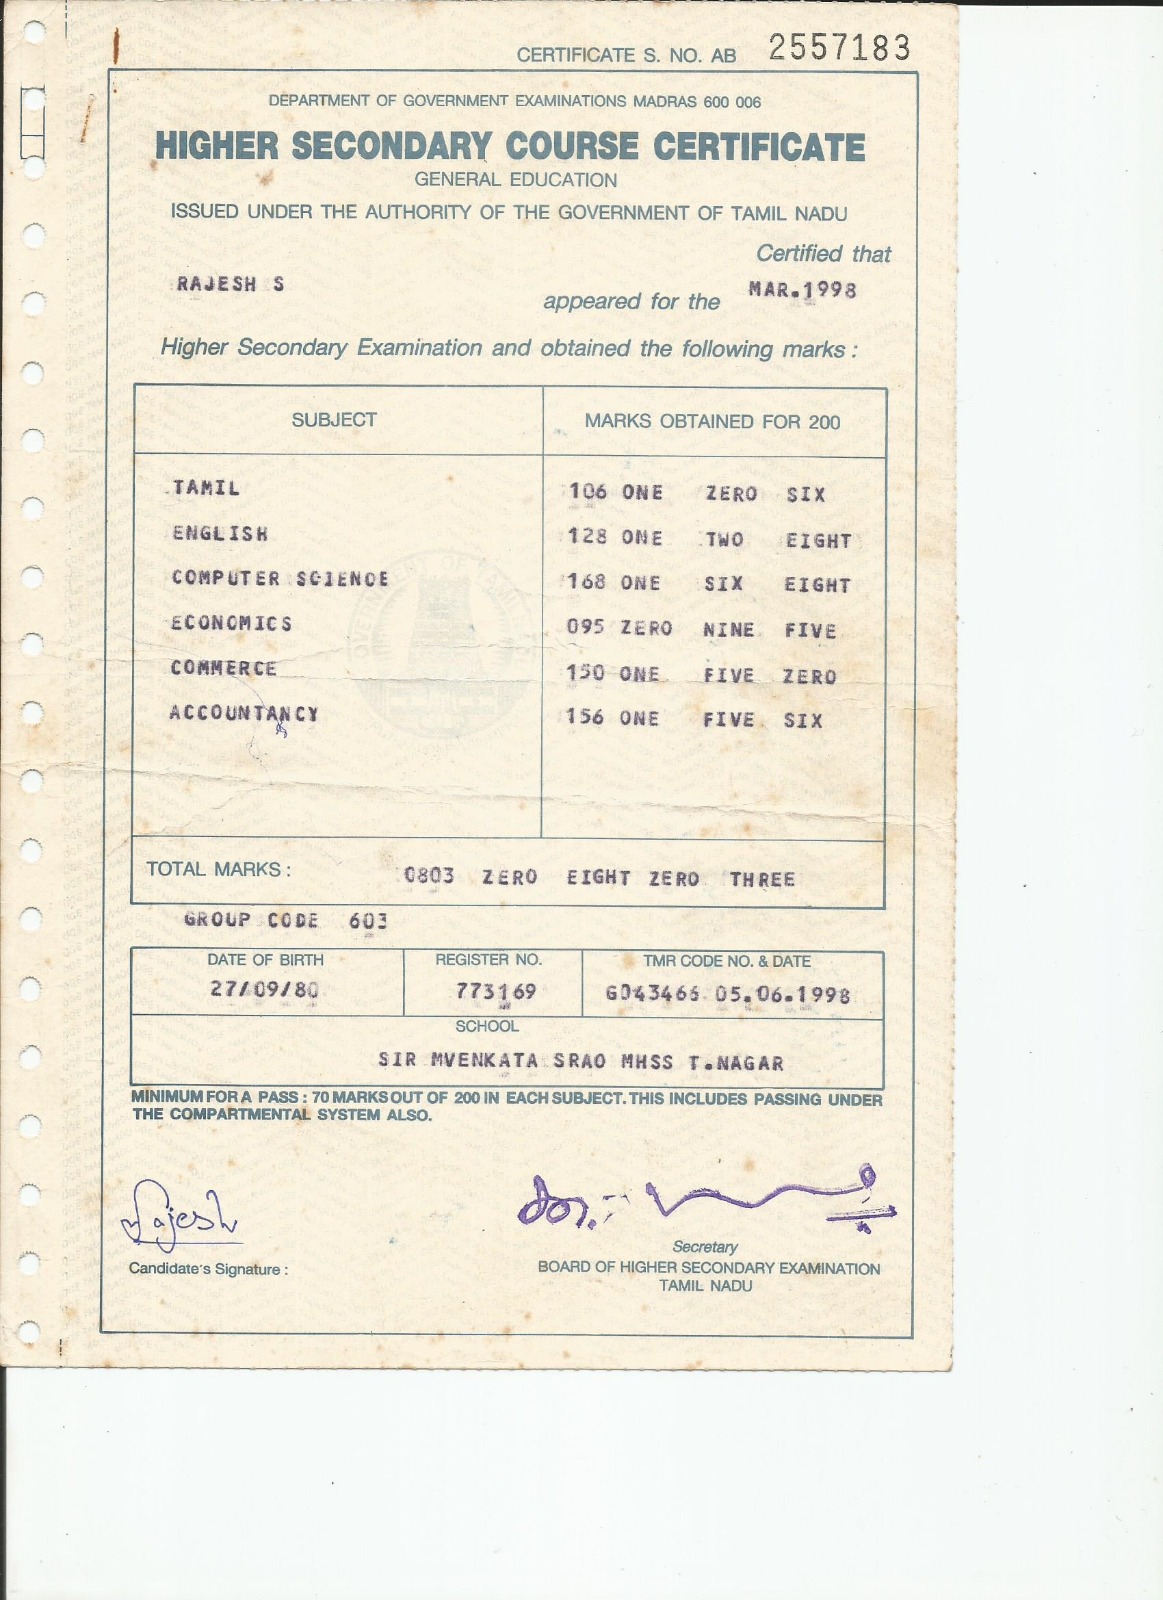 CERTIFICATE S. NO. AB 2557183
DEPARTMENT OF GOVERNMENT EXAMINATIONS MADRAS 600 006
HIGHER SECONDARY COURSE CERTIFICATE
GENERAL EDUCATION
ISSUED UNDER THE AUTHORITY OF THE GOVERNMENT OF TAMIL NADU
Certified that
RAJESH S appeared for the MAR.1998
Higher Secondary Examination and obtained the following marks :
SUBJECT MARKS OBTAINED FOR 200
TAMIL 106 ONE ZERO SIX
ENGLISH 128 ONE TWO EIGHT
COMPUTER SCIENCE 168 ONE SIX EIGHT
ECONOMICS 095 ZERO NINE FIVE
COMMERCE 150 ONE FIVE ZERO
ACCOUNTANCY 156 ONE FIVE SIX
TOTAL MARKS : 0803 ZERO EIGHT ZERO THREE
GROUP CODE 603
DATE OF BIRTH REGISTER NO. TMR CODE NO. & DATE
27/09/80 773169 GD43466 05.06.1998
SCHOOL
SIR MVENKATA SRAO MHSS T.NAGAR
MINIMUM FOR A PASS : 70 MARKS OUT OF 200 IN EACH SUBJECT. THIS INCLUDES PASSING UNDER
THE COMPARTMENTAL SYSTEM ALSO.
Rajesh
Candidate's Signature :
Secretary
BOARD OF HIGHER SECONDARY EXAMINATION
TAMIL NADU